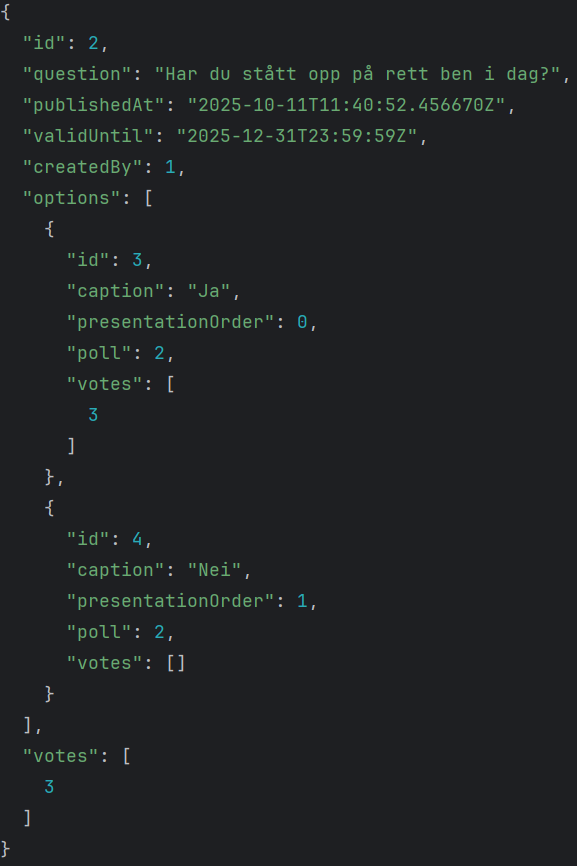 {
  "id": 2,
  "question": "Har du stått opp på rett ben i dag?",
  "publishedAt": "2025-10-11T11:40:52.456670Z",
  "validUntil": "2025-12-31T23:59:59Z",
  "createdBy": 1,
  "options": [
    {
      "id": 3,
      "caption": "Ja",
      "presentationOrder": 0,
      "poll": 2,
      "votes": [
        3
      ]
    },
    {
      "id": 4,
      "caption": "Nei",
      "presentationOrder": 1,
      "poll": 2,
      "votes": []
    }
  ],
  "votes": [
    3
  ]
}